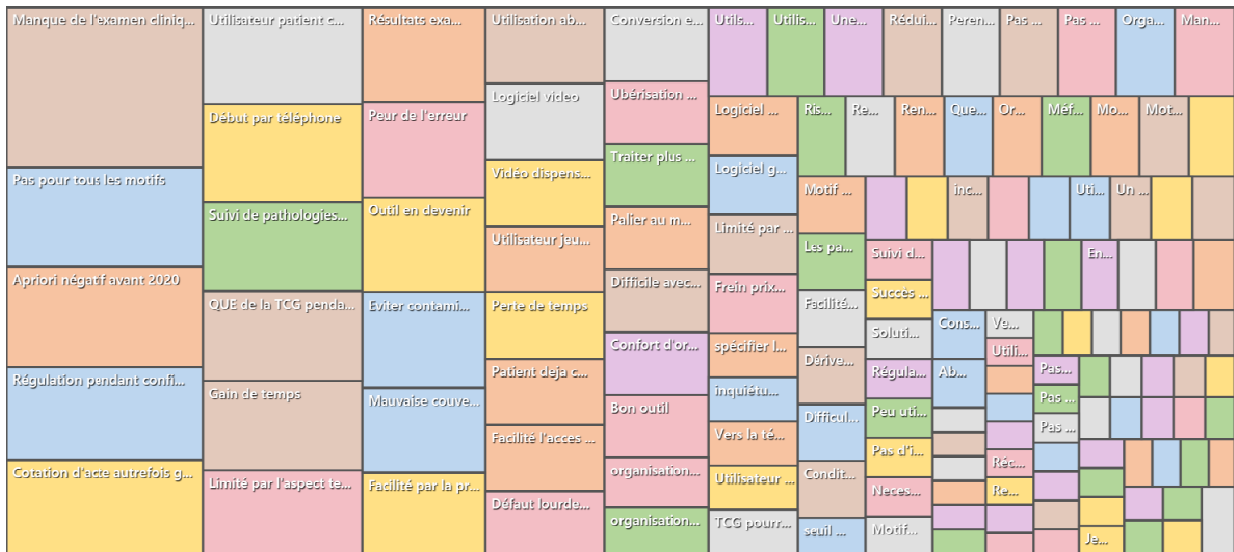 Manque de l'examen cliniq...
Pas pour tous les motifs
Apriori négatif avant 2020
Régulation pendant confi...
Cotation d'acte autrefois g...
Utilisateur patient c...
Début par téléphone
Suivi de pathologies...
QUE de la TCG penda...
Gain de temps
Limité par l'aspect te...
Résultats exa...
Peur de l'erreur
Outil en devenir
Eviter contami...
Mauvaise couve...
Facilité par la pr...
Utilisation ab...
Logiciel video
Vidéo dispens...
Utilisateur jeu...
Perte de temps
Patient deja c...
Facilité l'acces ...
Défaut lourde...
Conversion e...
Ubérisation ...
Traiter plus ...
Palier au m...
Difficile avec...
Confort d'or...
Bon outil
organisation...
organisation...
Utils...
Utilis...
Une...
Rédui...
Peren...
Pas ...
Pas ...
Orga...
Man...
Logiciel ...
Logiciel g...
Limité par ...
Frein prix...
spécifier l...
inquiétu...
Vers la té...
Utilisateur ...
TCG pourr...
Ris...
Re...
Ren...
Que...
Or...
Méf...
Mo...
Mot...
Motif ...
Les pa...
Facilité...
Dérive...
Difficul...
Condit...
seuil ...
inc...
Uti...
Un ...
Suivi d...
Succès ...
Soluti...
Régula...
Peu uti...
Pas d'i...
Neces...
Motif...
En...
Cons...
Ab...
Ve...
Utili...
Réc...
Re...
Pas...
Pas ...
Pas ...
Je...